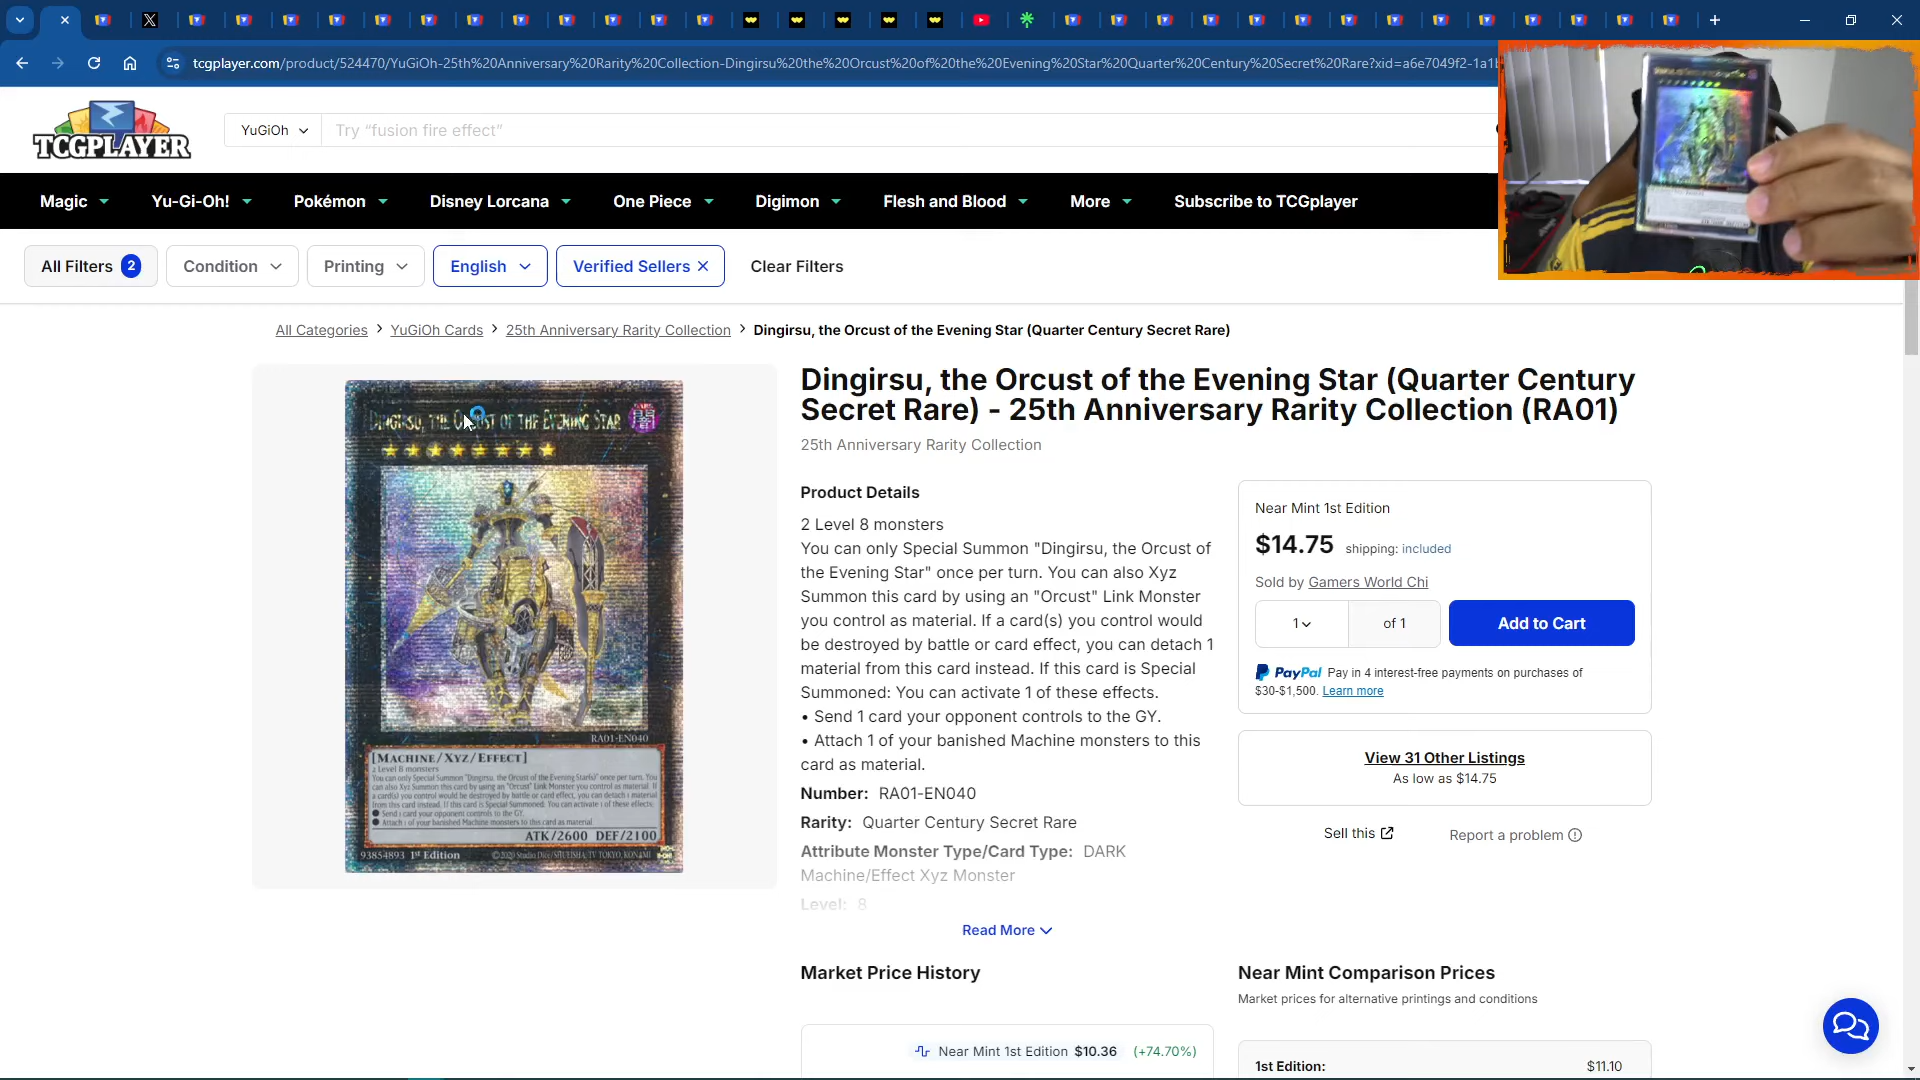 tcgplayer.com/product/524470/YuGiOh-25th%20Anniversary%20Rarity%20Collection-Dingirsu%20the%20Orcust%20of%20the%20Evening%20Star%20Quarter%20Century%20Secret%20Rare?xid=a6e7049f2-1a1b
TCGPLAYER
YuGiOh
Try “fusion fire effect”
Magic
Yu-Gi-Oh!
Pokémon
Disney Lorcana
One Piece
Digimon
Flesh and Blood
More
Subscribe to TCGplayer
All Filters 2
Condition
Printing
English
Verified Sellers
Clear Filters
All Categories > YuGiOh Cards > 25th Anniversary Rarity Collection > Dingirsu, the Orcust of the Evening Star (Quarter Century Secret Rare)
DINGIRSU, THE ORCUST OF THE EVENING STAR
RA01-EN040
[MACHINE/XYZ/EFFECT]
2 Level 8 monsters
ATK/2600 DEF/2100
93854893 1st Edition
Dingirsu, the Orcust of the Evening Star (Quarter Century
Secret Rare) - 25th Anniversary Rarity Collection (RA01)
25th Anniversary Rarity Collection
Product Details
2 Level 8 monsters
You can only Special Summon "Dingirsu, the Orcust of
the Evening Star" once per turn. You can also Xyz
Summon this card by using an "Orcust" Link Monster
you control as material. If a card(s) you control would
be destroyed by battle or card effect, you can detach 1
material from this card instead. If this card is Special
Summoned: You can activate 1 of these effects.
• Send 1 card your opponent controls to the GY.
• Attach 1 of your banished Machine monsters to this
card as material.
Number: RA01-EN040
Rarity: Quarter Century Secret Rare
Attribute Monster Type/Card Type: DARK
Machine/Effect Xyz Monster
Level: 8
Read More
Near Mint 1st Edition
$14.75 shipping: included
Sold by Gamers World Chi
1
of 1
Add to Cart
PayPal Pay in 4 interest-free payments on purchases of
$30-$1,500. Learn more
View 31 Other Listings
As low as $14.75
Sell this
Report a problem
Market Price History
Near Mint 1st Edition $10.36 (+74.70%)
Near Mint Comparison Prices
Market prices for alternative printings and conditions
1st Edition: $11.10